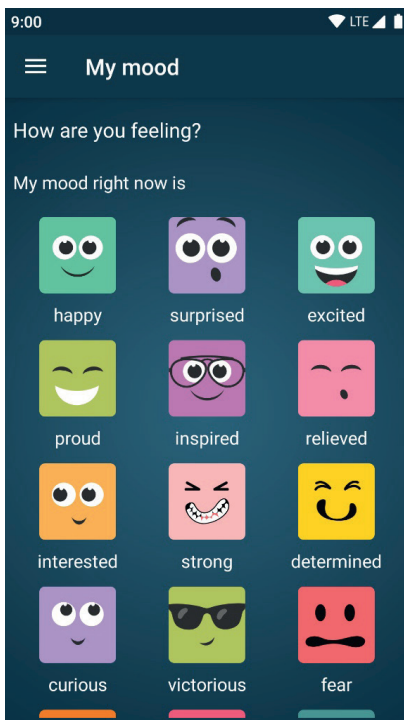 9:00 LTE
My mood
How are you feeling?
My mood right now is
happy surprised excited
proud inspired relieved
interested strong determined
curious victorious fear